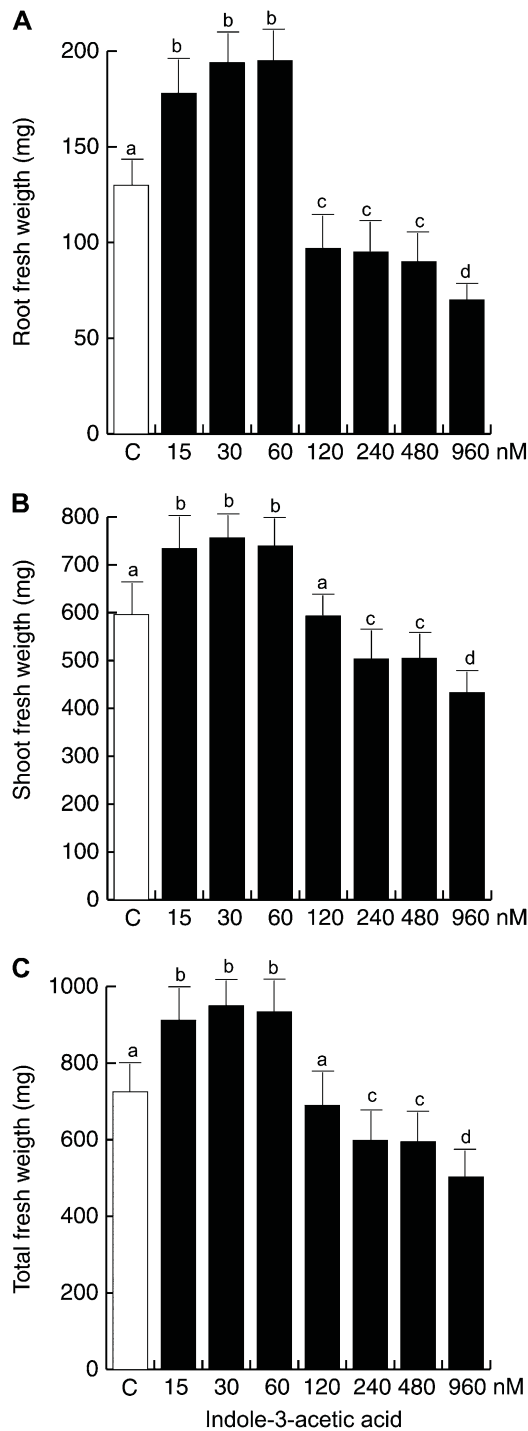 A
Root fresh weigth (mg)
200
150
100
50
0
a
b
b
b
c
c
c
d
C 15 30 60 120 240 480 960 nM
B
Shoot fresh weigth (mg)
800
700
600
500
400
300
200
100
0
a
b
b
b
a
c
c
d
C 15 30 60 120 240 480 960 nM
C
Total fresh weigth (mg)
1000
800
600
400
200
0
a
b
b
b
a
c
c
d
C 15 30 60 120 240 480 960 nM
Indole-3-acetic acid